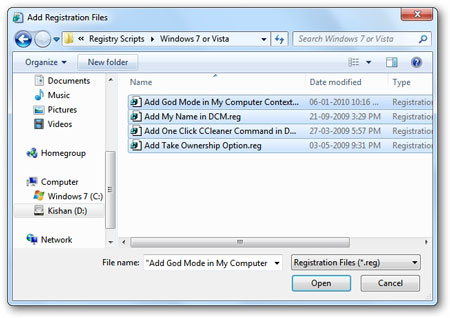 Add Registration Files
« Registry Scripts ▸ Windows 7 or Vista
Search Windows 7 or Vista
Organize ▾ New folder
Documents
Music
Pictures
Videos
Homegroup
Computer
Windows 7 (C:)
Kishan (D:)
Network
Name Date modified Type
Add God Mode in My Computer Context... 06-01-2010 10:16 ... Registration
Add My Name in DCM.reg 21-09-2009 3:29 PM Registration
Add One Click CCleaner Command in D... 27-03-2009 5:57 PM Registration
Add Take Ownership Option.reg 03-05-2009 9:31 PM Registration
File name: "Add God Mode in My Computer
Registration Files (*.reg)
Open Cancel